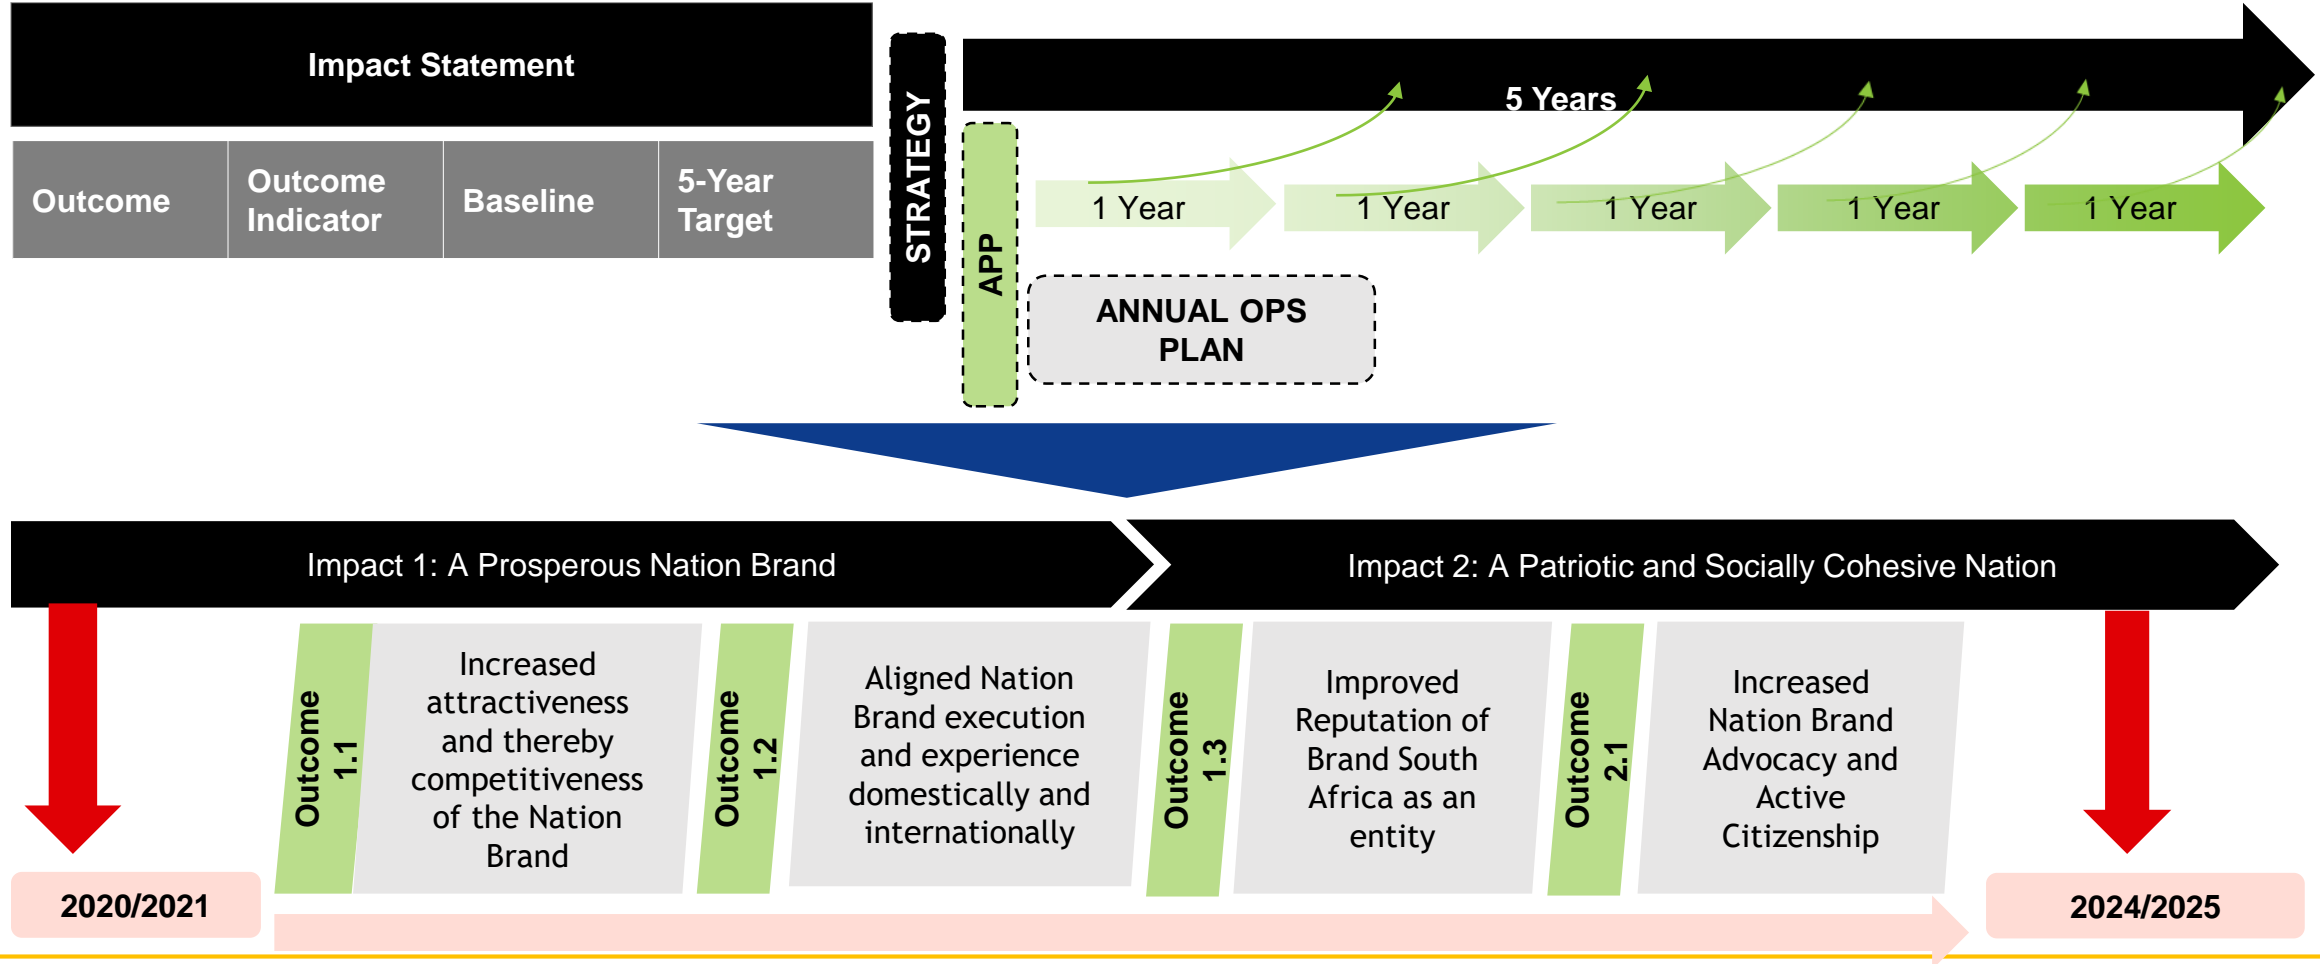 Impact Statement
Outcome
Outcome
Indicator
Baseline
5-Year
Target
STRATEGY
APP
5 Years
1 Year
1 Year
1 Year
1 Year
1 Year
ANNUAL OPS
PLAN
Impact 1: A Prosperous Nation Brand
Impact 2: A Patriotic and Socially Cohesive Nation
Outcome
1.1
Increased
attractiveness
and thereby
competitiveness
of the Nation
Brand
Outcome
1.2
Aligned Nation
Brand execution
and experience
domestically and
internationally
Outcome
1.3
Improved
Reputation of
Brand South
Africa as an
entity
Outcome
2.1
Increased
Nation Brand
Advocacy and
Active
Citizenship
2020/2021
2024/2025